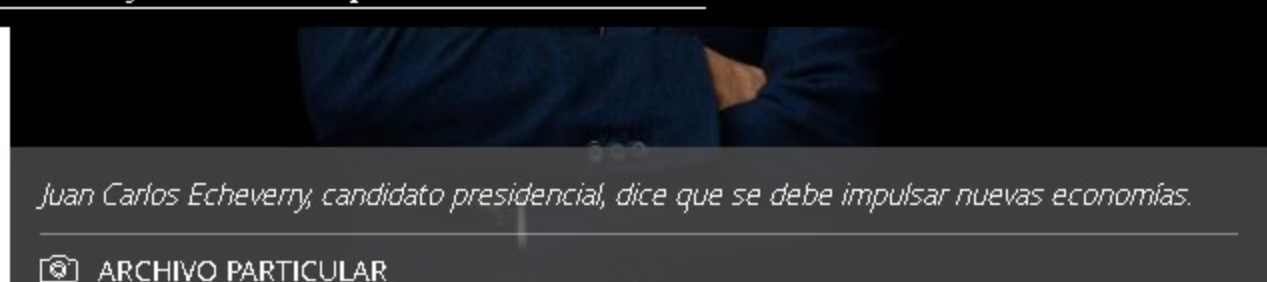 Juan Carlos Echeverry, candidato presidencial, dice que se debe impulsar nuevas economías.
ARCHIVO PARTICULAR